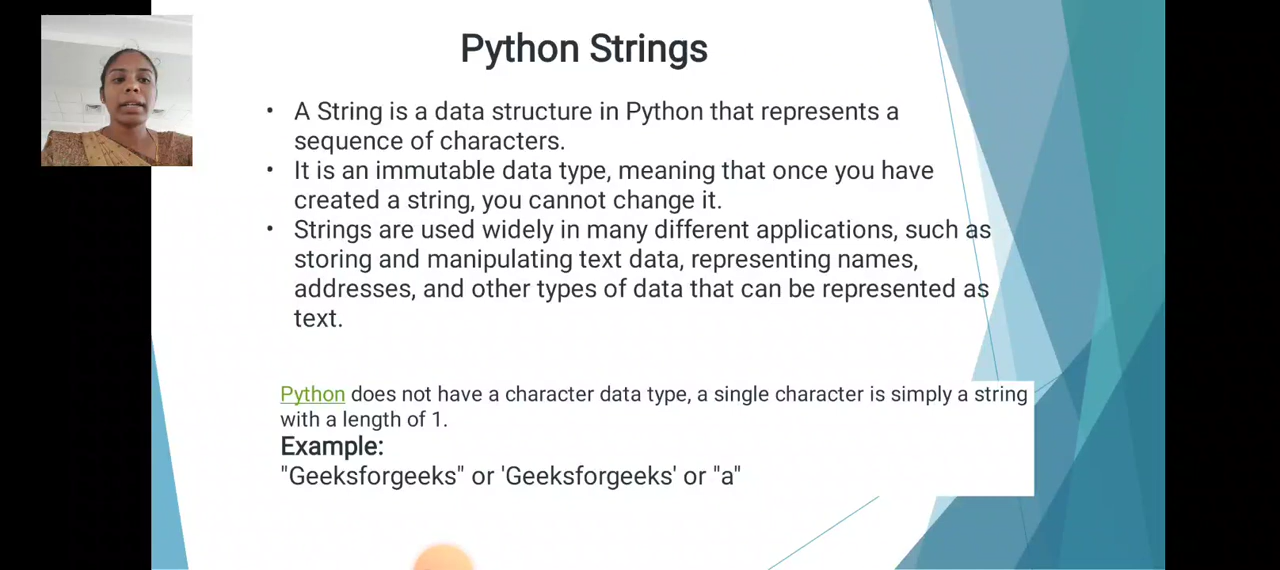 Python Strings
• A String is a data structure in Python that represents a
sequence of characters.
• It is an immutable data type, meaning that once you have
created a string, you cannot change it.
• Strings are used widely in many different applications, such as
storing and manipulating text data, representing names,
addresses, and other types of data that can be represented as
text.
Python does not have a character data type, a single character is simply a string
with a length of 1.
Example:
"Geeksforgeeks" or 'Geeksforgeeks' or "a"